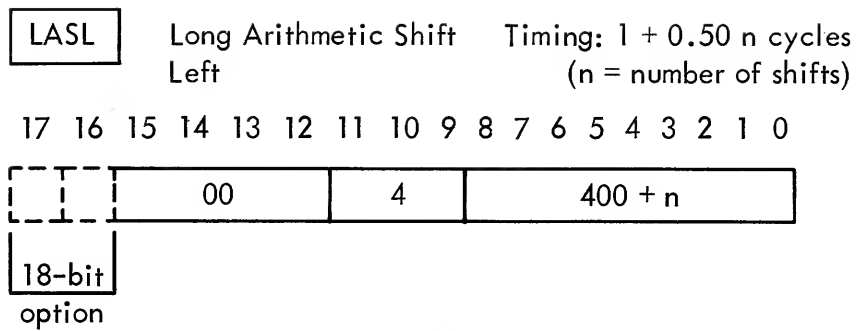 LASL Long Arithmetic Shift Timing: 1 + 0.50 n cycles
Left (n = number of shifts)
17 16 15 14 13 12 11 10 9 8 7 6 5 4 3 2 1 0
00 4 400 + n
18-bit
option